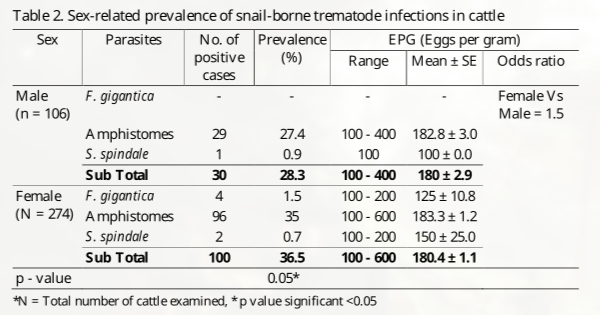 Table 2. Sex-related prevalence of snail-borne trematode infections in cattle
Sex Parasites No. of positive cases Prevalence (%) EPG (Eggs per gram)
Range Mean ± SE Odds ratio
Male (n = 106) F. gigantica - - - - Female Vs Male = 1.5
Amphistomes 29 27.4 100 - 400 182.8 ± 3.0
S. spindale 1 0.9 100 100 ± 0.0
Sub Total 30 28.3 100 - 400 180 ± 2.9
Female (N = 274) F. gigantica 4 1.5 100 - 200 125 ± 10.8
Amphistomes 96 35 100 - 600 183.3 ± 1.2
S. spindale 2 0.7 100 - 200 150 ± 25.0
Sub Total 100 36.5 100 - 600 180.4 ± 1.1
p - value 0.05*
*N = Total number of cattle examined, * p value significant <0.05